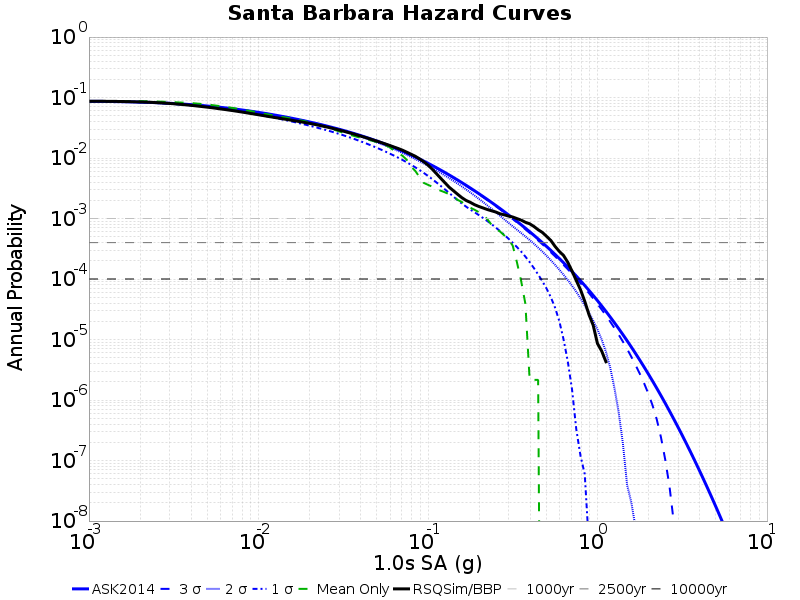 Santa Barbara Hazard Curves
Annual Probability
10^0
10^-1
10^-2
10^-3
10^-4
10^-5
10^-6
10^-7
10^-8
10^-3 10^-2 10^-1 10^0 10^1
1.0s SA (g)
ASK2014 3 σ 2 σ 1 σ Mean Only RSQSim/BBP 1000yr 2500yr 10000yr